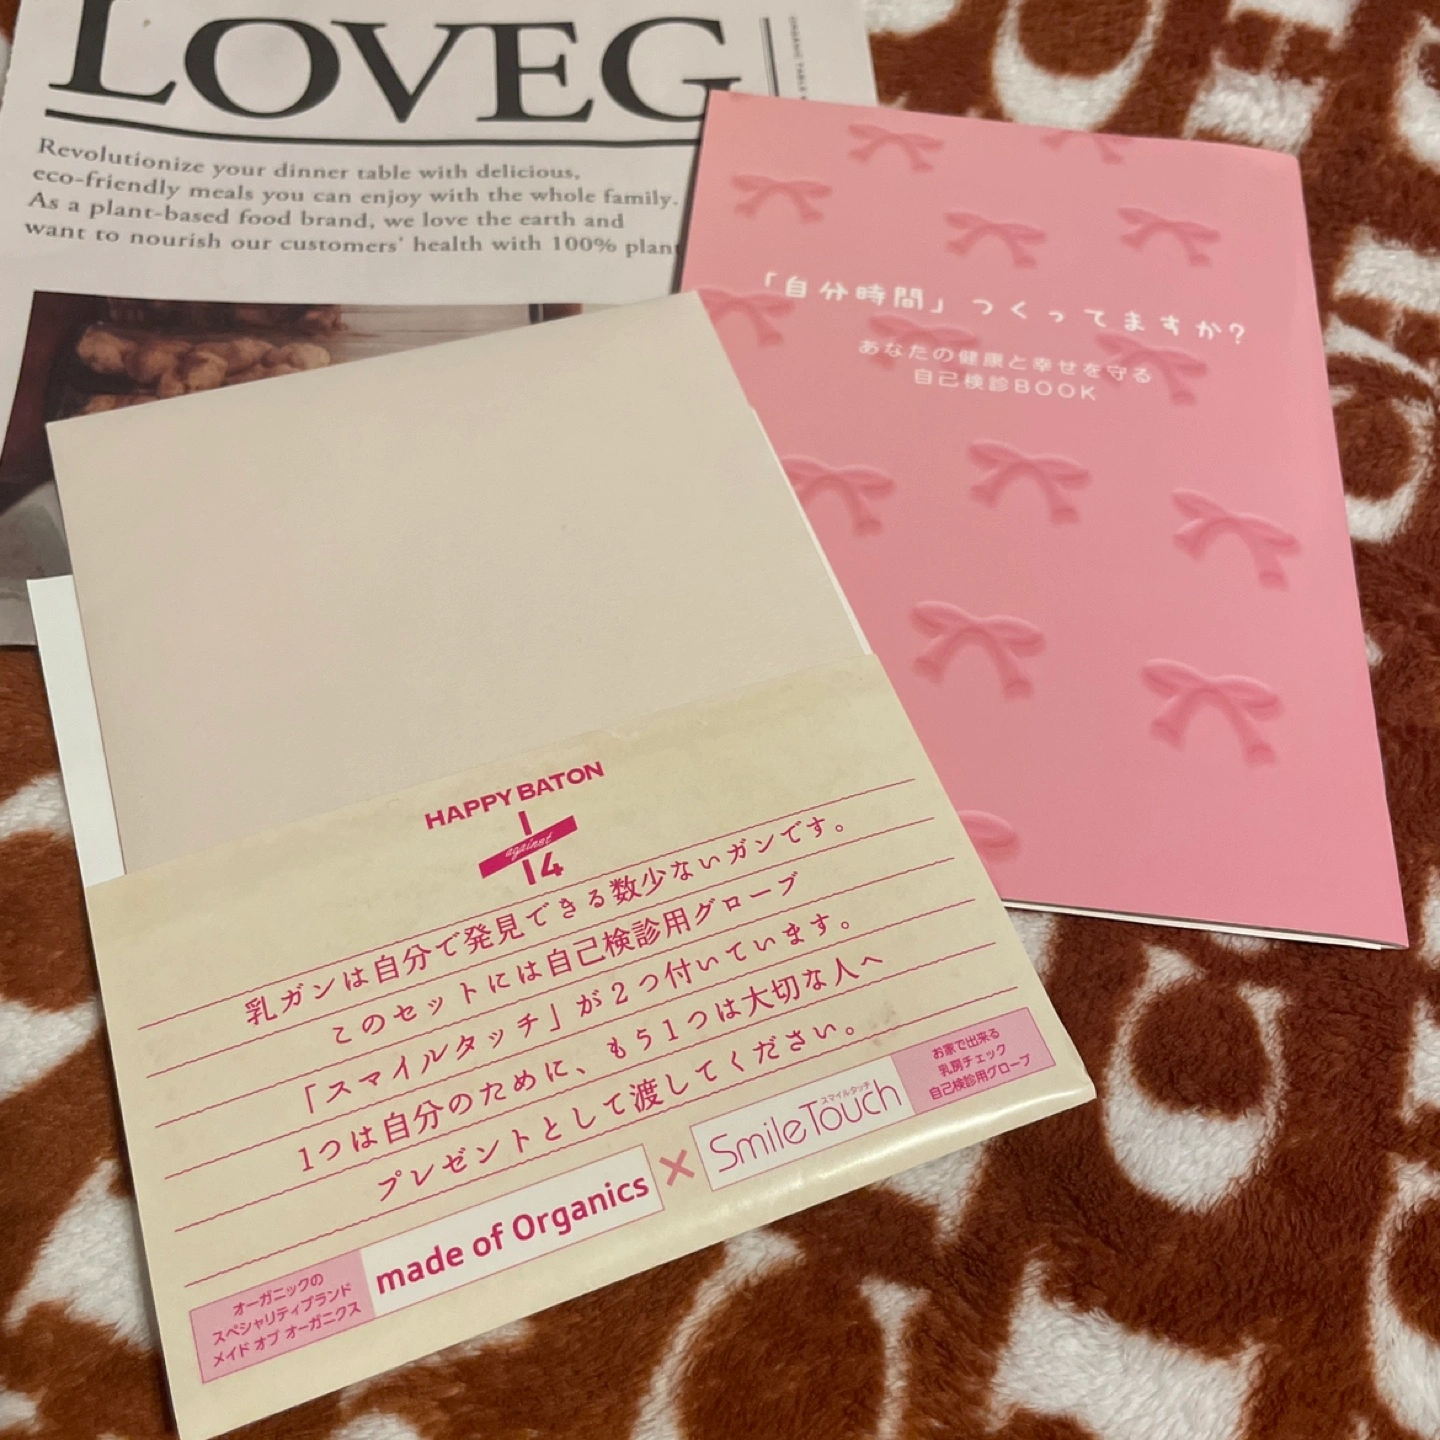 LOVEG
Revolutionize your dinner table with delicious,
eco-friendly meals you can enjoy with the whole family.
As a plant-based food brand, we love the earth and
want to nourish our customers' health with 100% plant
「自分時間」つくってますか?
あなたの健康と幸せを守る
自己検診BOOK
HAPPY BATON
1
against
14
乳ガンは自分で発見できる数少ないガンです。
このセットには自己検診用グローブ
「スマイルタッチ」が2つ付いています。
1つは自分のために、もう1つは大切な人へ
プレゼントとして渡してください。
オーガニックの
スペシャリティブランド
メイド オブ オーガニクス
made of Organics
×
スマイルタッチ
SmileTouch
お家で出来る
乳房チェック
自己検診用グローブ